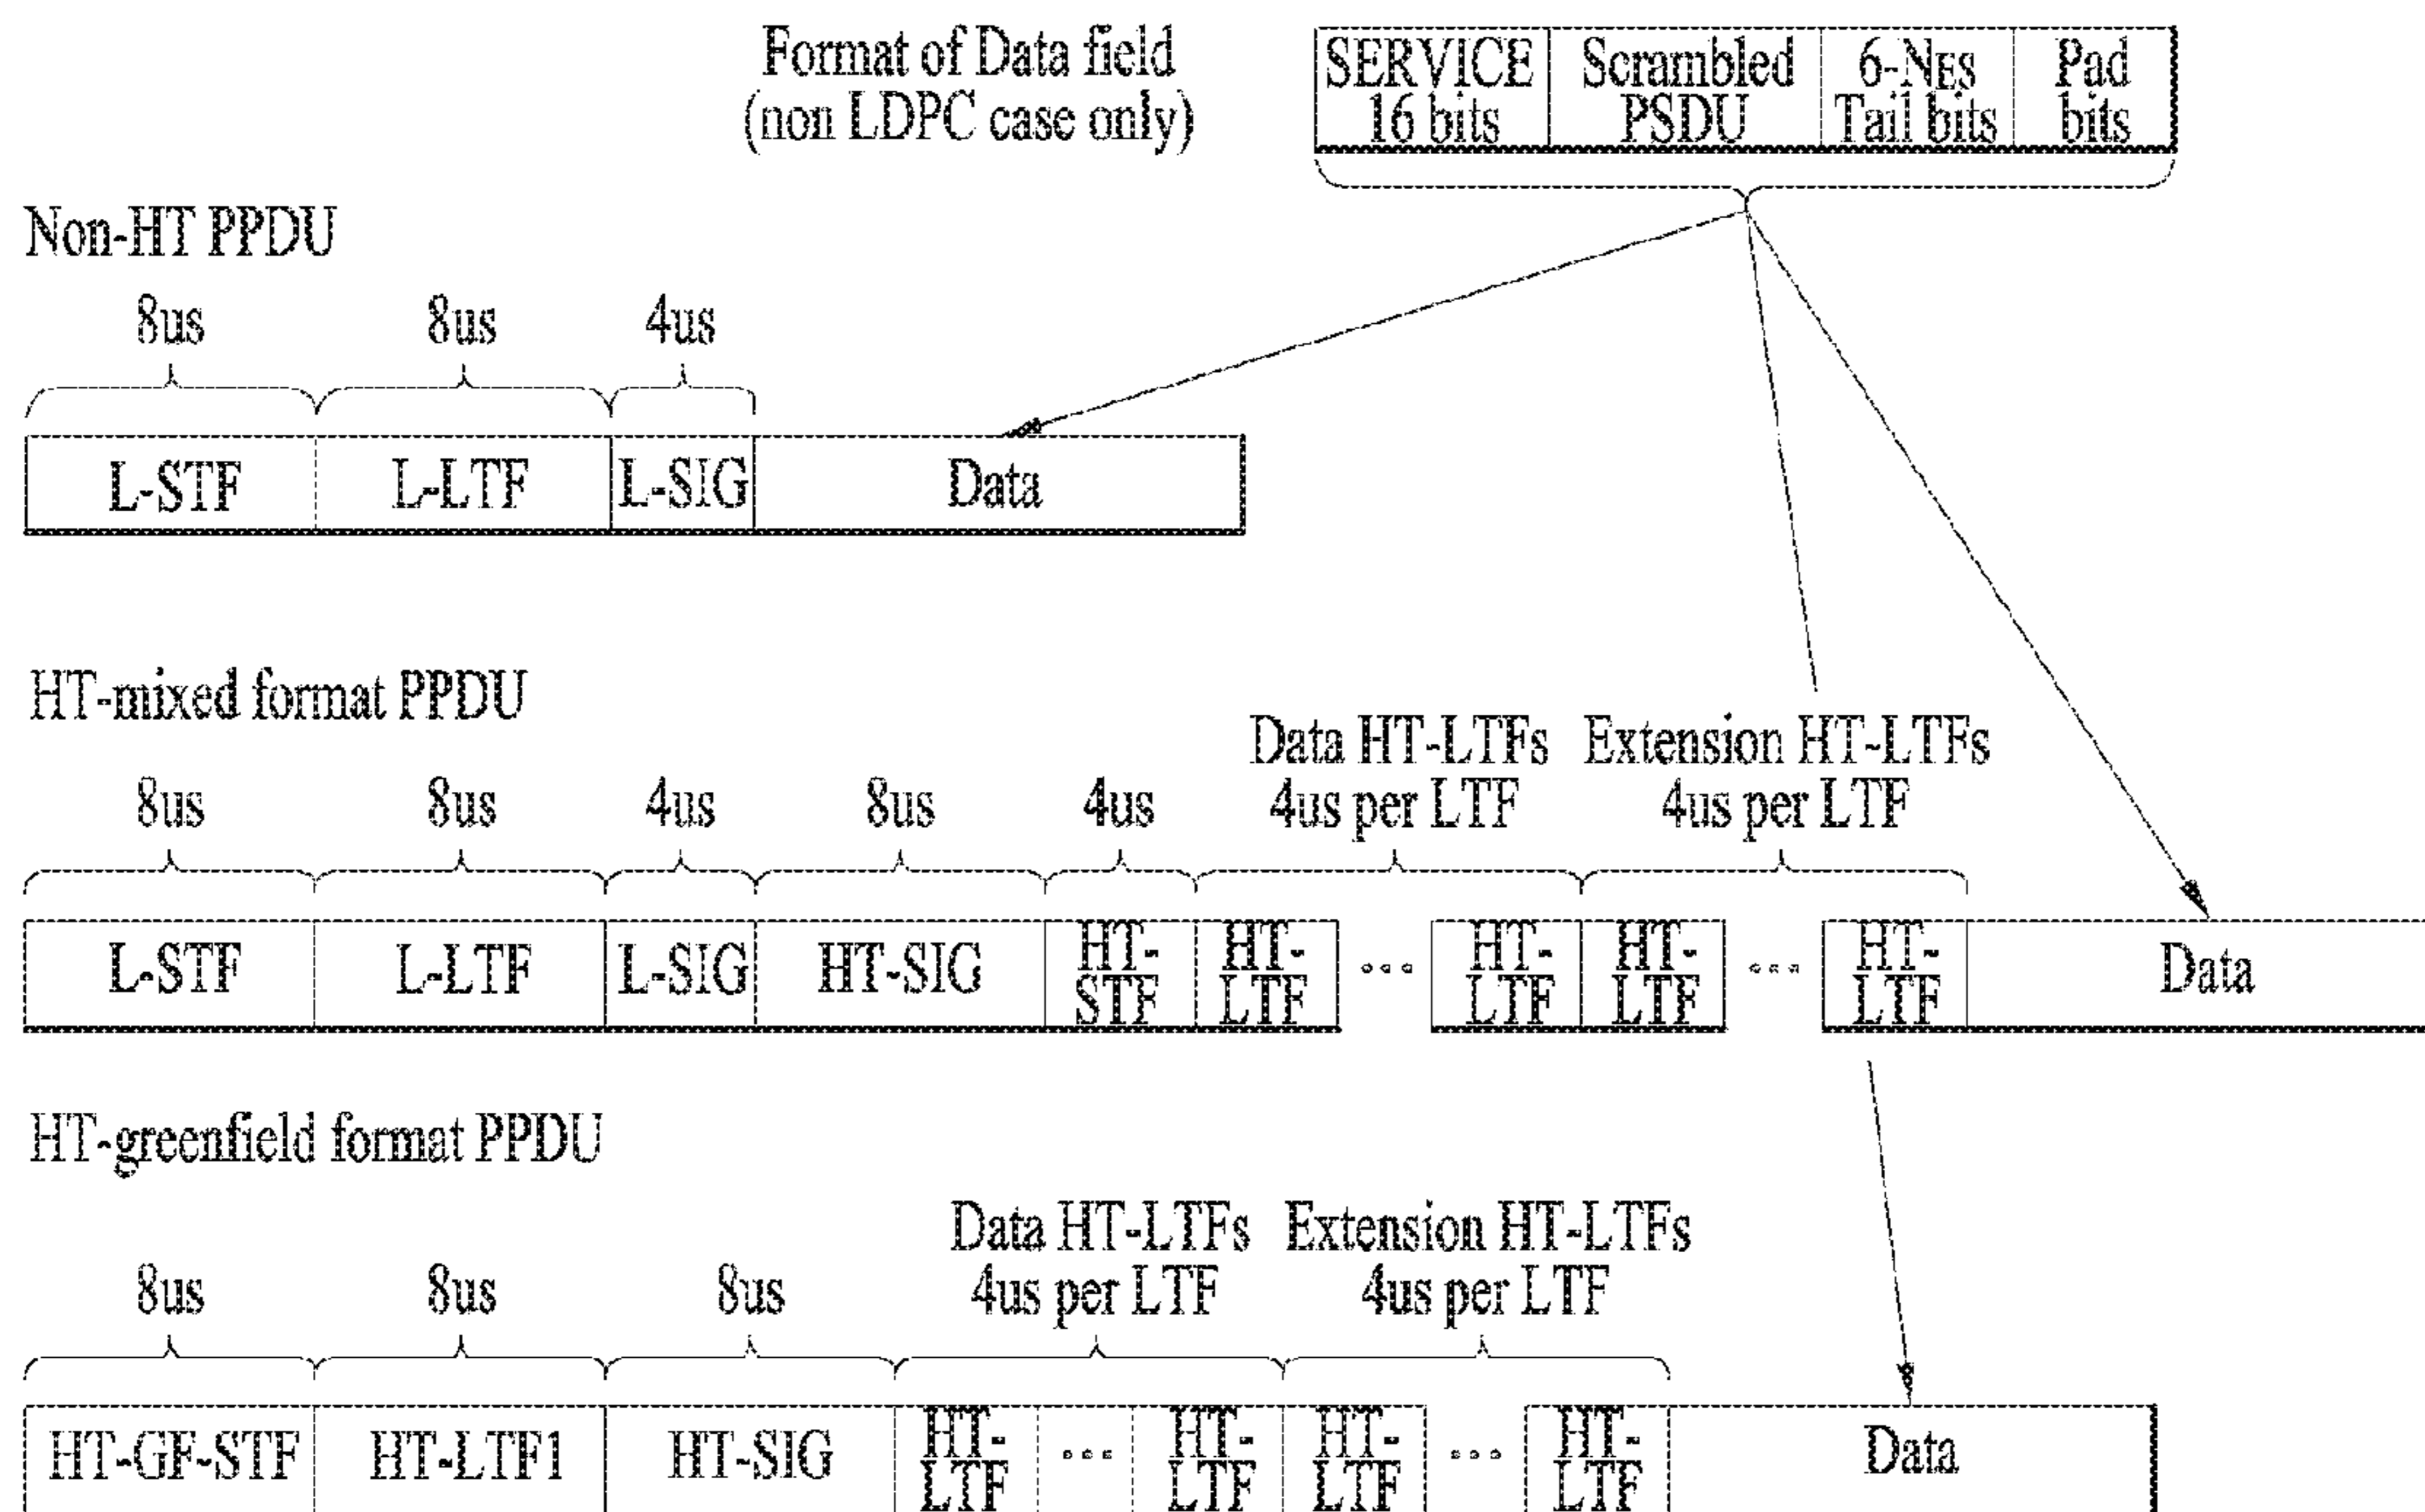 Format of Data field
(non LDPC case only)
SERVICE
16 bits
Scrambled
PSDU
6-NES
Tail bits
Pad
bits
Non-HT PPDU
8us 8us 4us
L-STF L-LTF L-SIG Data
HT-mixed format PPDU
Data HT-LTFs Extension HT-LTFs
8us 8us 4us 8us 4us 4us per LTF 4us per LTF
L-STF L-LTF L-SIG HT-SIG HT-
STF HT-
LTF ... HT-
LTF HT-
LTF ... HT-
LTF Data
HT-greenfield format PPDU
Data HT-LTFs Extension HT-LTFs
8us 8us 8us 4us per LTF 4us per LTF
HT-GF-STF HT-LTF1 HT-SIG HT-
LTF ... HT-
LTF HT-
LTF ... HT-
LTF Data